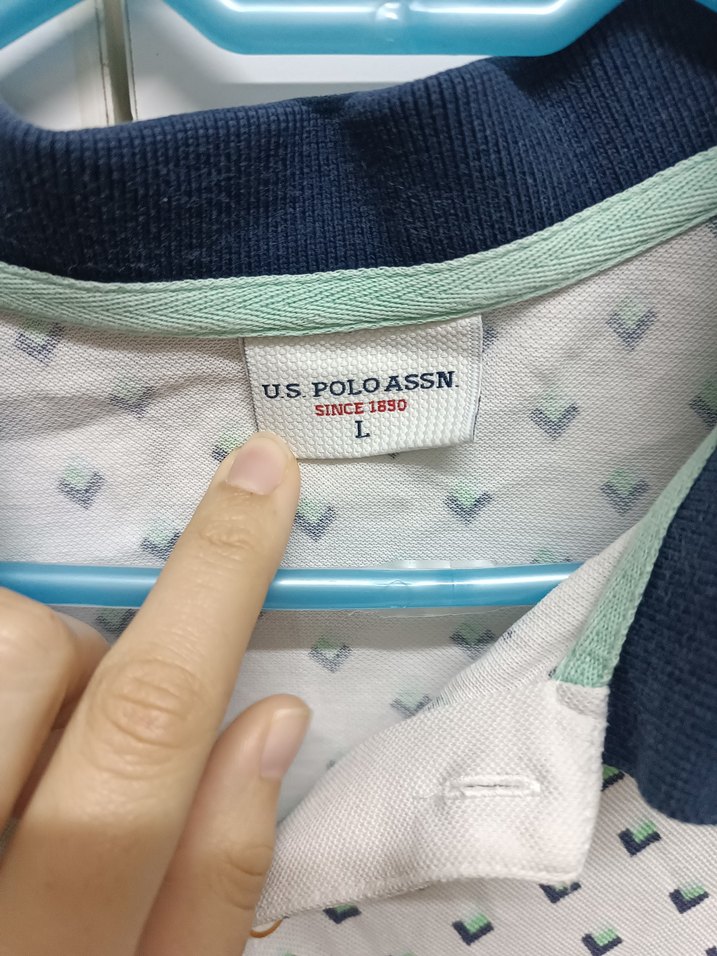 U.S. POLO ASSN.
SINCE 1890
L